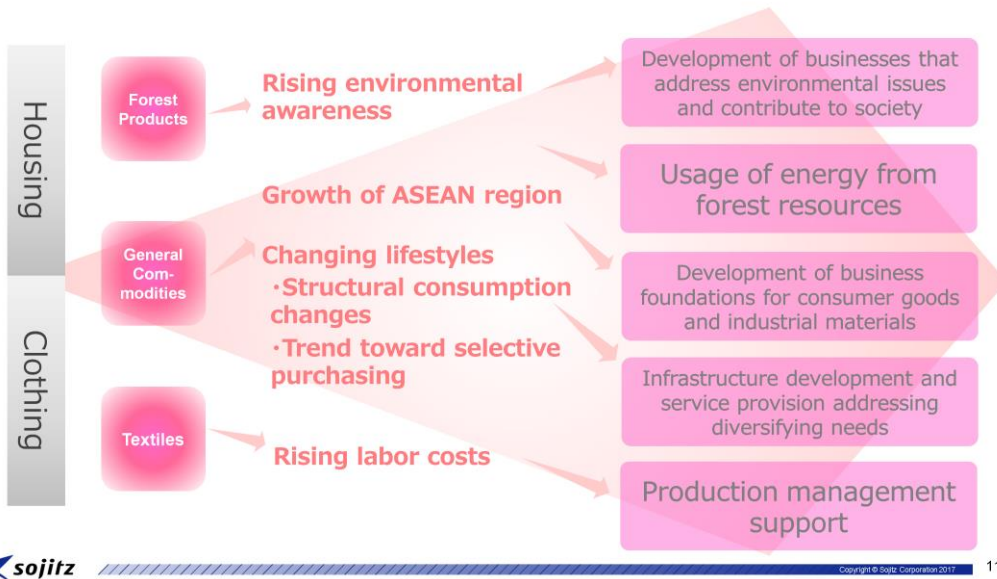 Housing
Clothing
Forest
Products
General
Com-
modities
Textiles
Rising environmental
awareness
Growth of ASEAN region
Changing lifestyles
・Structural consumption
changes
・Trend toward selective
purchasing
Rising labor costs
Development of businesses that
address environmental issues
and contribute to society
Usage of energy from
forest resources
Development of business
foundations for consumer goods
and industrial materials
Infrastructure development and
service provision addressing
diversifying needs
Production management
support
sojitz
Copyright © Sojitz Corporation 2017
11